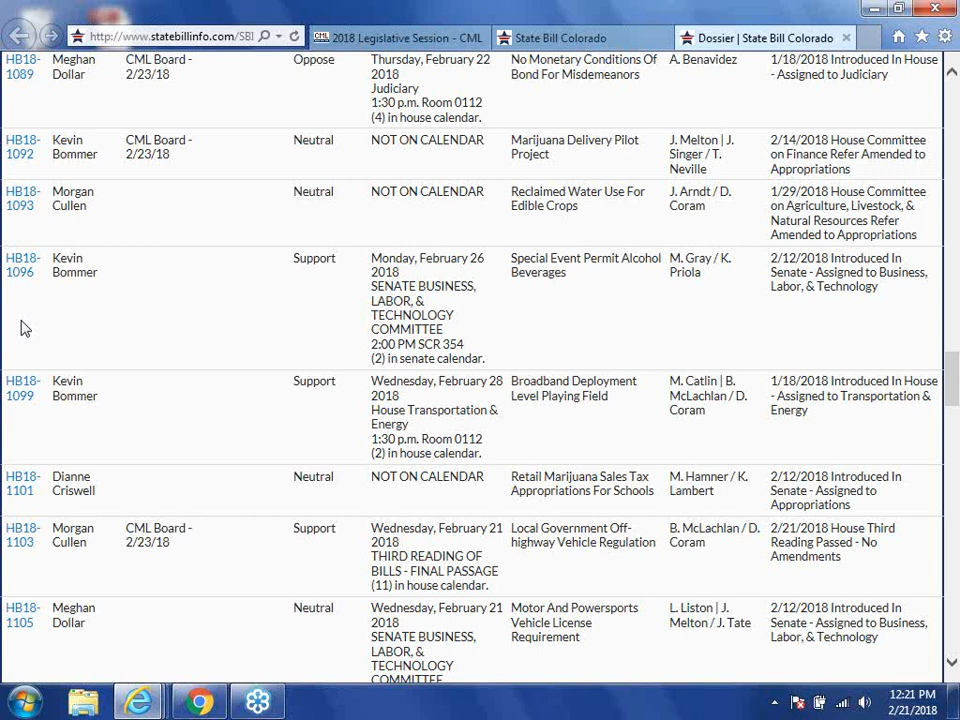 http://www.statebillinfo.com/SBI
CML 2018 Legislative Session - CML
State Bill Colorado
Dossier | State Bill Colorado
HB18-
1089
Meghan
Dollar
CML Board -
2/23/18
Oppose
Thursday, February 22
2018
Judiciary
1:30 p.m. Room 0112
(4) in house calendar.
No Monetary Conditions Of
Bond For Misdemeanors
A. Benavidez
1/18/2018 Introduced In House
- Assigned to Judiciary
HB18-
1092
Kevin
Bommer
CML Board -
2/23/18
Neutral
NOT ON CALENDAR
Marijuana Delivery Pilot
Project
J. Melton | J.
Singer / T.
Neville
2/14/2018 House Committee
on Finance Refer Amended to
Appropriations
HB18-
1093
Morgan
Cullen
Neutral
NOT ON CALENDAR
Reclaimed Water Use For
Edible Crops
J. Arndt / D.
Coram
1/29/2018 House Committee
on Agriculture, Livestock, &
Natural Resources Refer
Amended to Appropriations
HB18-
1096
Kevin
Bommer
Support
Monday, February 26
2018
SENATE BUSINESS,
LABOR, &
TECHNOLOGY
COMMITTEE
2:00 PM SCR 354
(2) in senate calendar.
Special Event Permit Alcohol
Beverages
M. Gray / K.
Priola
2/12/2018 Introduced In
Senate - Assigned to Business,
Labor, & Technology
HB18-
1099
Kevin
Bommer
Support
Wednesday, February 28
2018
House Transportation &
Energy
1:30 p.m. Room 0112
(2) in house calendar.
Broadband Deployment
Level Playing Field
M. Catlin | B.
McLachlan / D.
Coram
1/18/2018 Introduced In House
- Assigned to Transportation &
Energy
HB18-
1101
Dianne
Criswell
Neutral
NOT ON CALENDAR
Retail Marijuana Sales Tax
Appropriations For Schools
M. Hamner / K.
Lambert
2/12/2018 Introduced In
Senate - Assigned to
Appropriations
HB18-
1103
Morgan
Cullen
CML Board -
2/23/18
Support
Wednesday, February 21
2018
THIRD READING OF
BILLS - FINAL PASSAGE
(11) in house calendar.
Local Government Off-
highway Vehicle Regulation
B. McLachlan / D.
Coram
2/21/2018 House Third
Reading Passed - No
Amendments
HB18-
1105
Meghan
Dollar
Neutral
Wednesday, February 21
2018
SENATE BUSINESS,
LABOR, &
TECHNOLOGY
COMMITTEE
Motor And Powersports
Vehicle License
Requirement
L. Liston | J.
Melton / J. Tate
2/12/2018 Introduced In
Senate - Assigned to Business,
Labor, & Technology
12:21 PM
2/21/2018